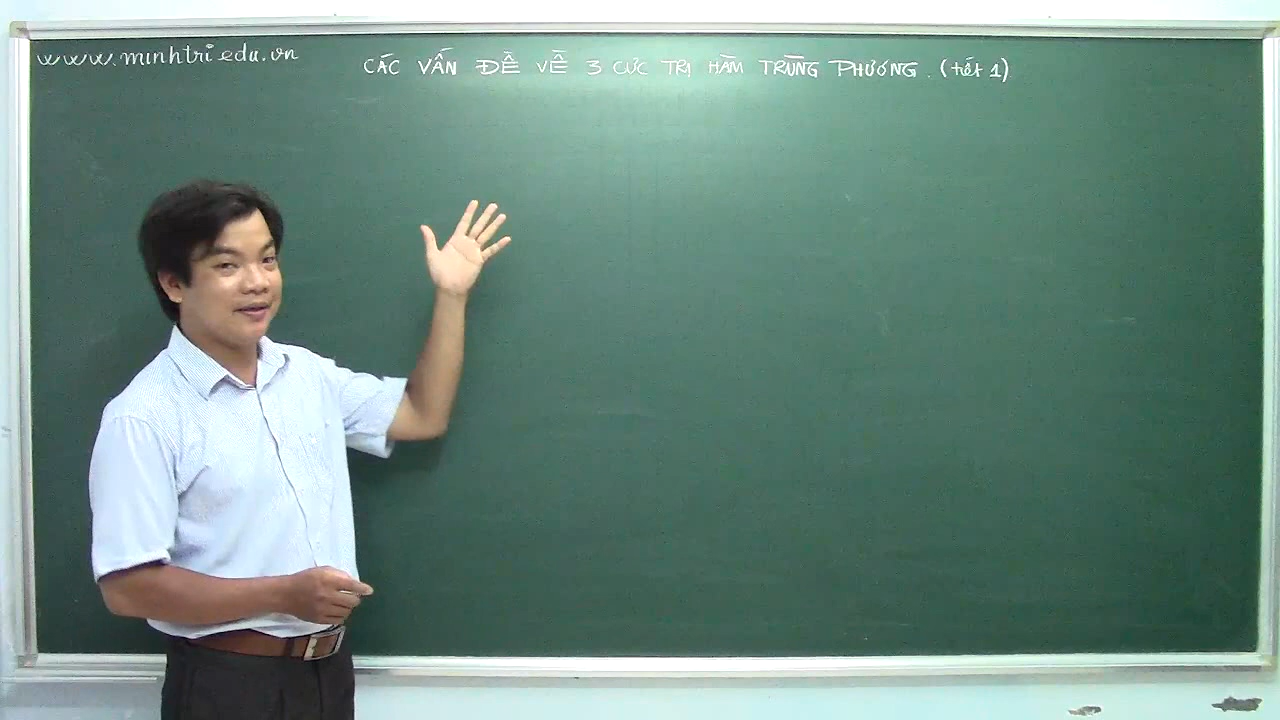 www.minhtri.edu.vn
CÁC VẤN ĐỀ VỀ 3 CỰC TRỊ HÀM TRÙNG PHƯƠNG. (tiết 1)